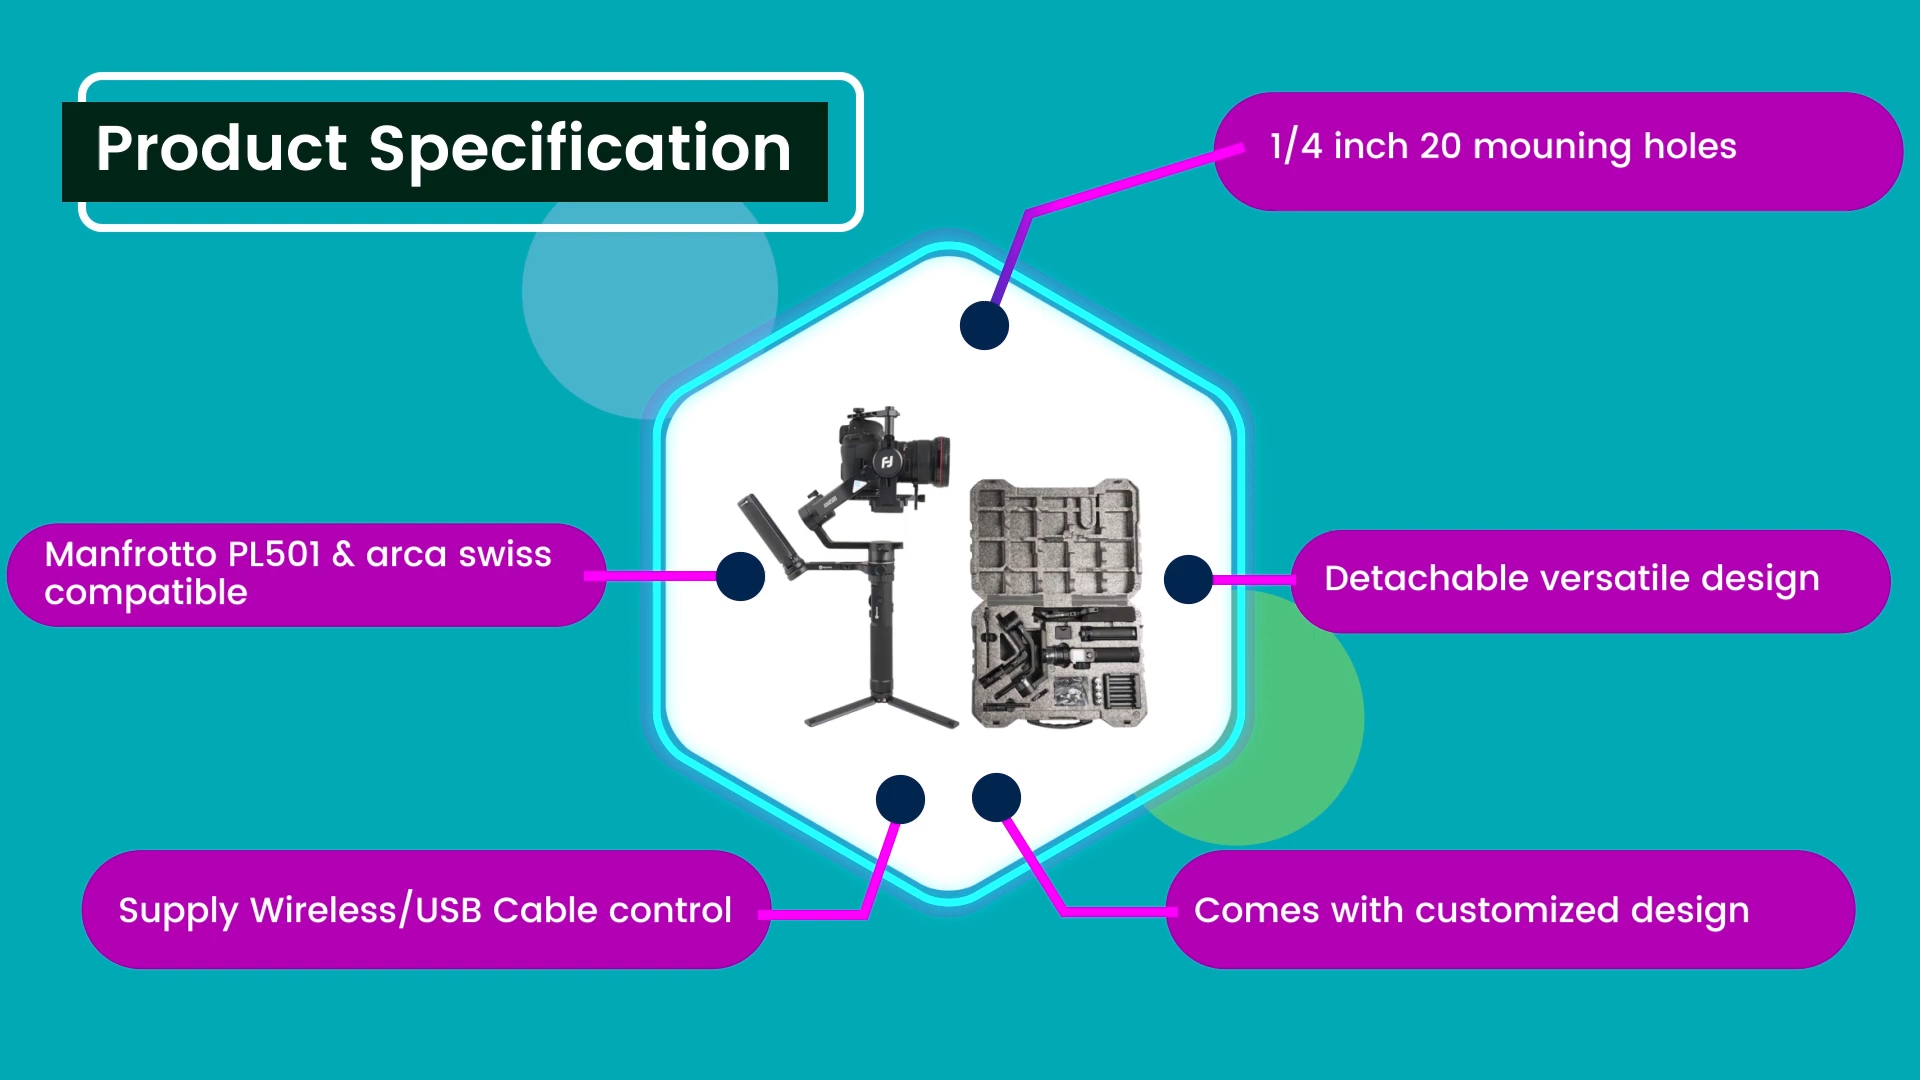 Product Specification
1/4 inch 20 mouning holes
Manfrotto PL501 & arca swiss
compatible
Detachable versatile design
Supply Wireless/USB Cable control
Comes with customized design